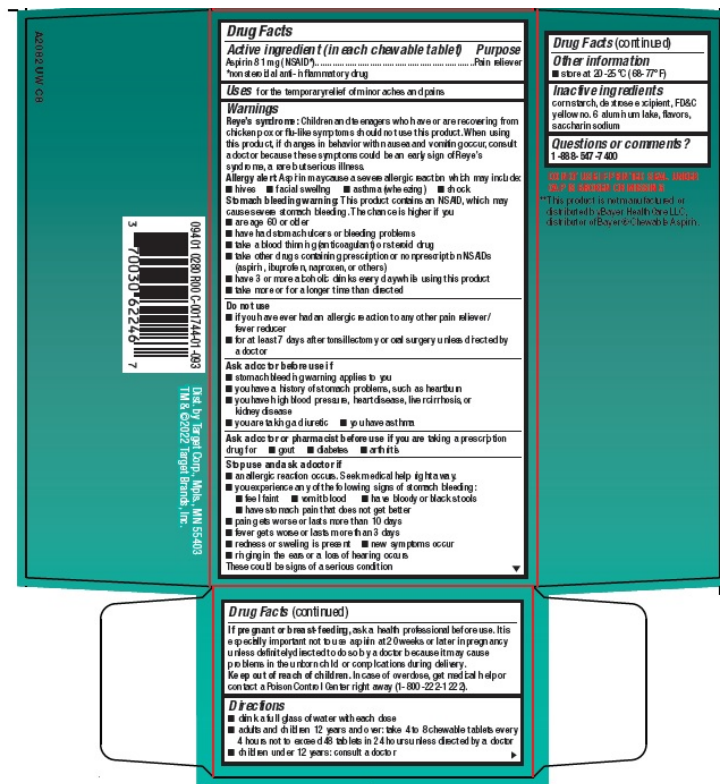 A2082 UW C8
094 01 0280 R00 C-001744-01-093
3 70030 62246 7
Dist. by Target Corp., Mpls., MN 55403
TM & ©2022 Target Brands, Inc.
Drug Facts
Active ingredient (in each chewable tablet) Purpose
Aspirin 81 mg (NSAID*)..........Pain reliever
*nonsteroidal anti-inflammatory drug
Uses for the temporary relief of minor aches and pains
Warnings
Reye's syndrome: Children and teenagers who have or are recovering from
chicken pox or flu-like symptoms should not use this product. When using
this product, if changes in behavior with nausea and vomiting occur, consult
a doctor because these symptoms could be an early sign of Reye's
syndrome, a rare but serious illness.
Allergy alert: Aspirin may cause a severe allergic reaction which may include:
■ hives ■ facial swelling ■ asthma (wheezing) ■ shock
Stomach bleeding warning: This product contains an NSAID, which may
cause severe stomach bleeding. The chance is higher if you
■ are age 60 or older
■ have had stomach ulcers or bleeding problems
■ take a blood thinning (anticoagulant) or steroid drug
■ take other drugs containing prescription or nonprescription NSAIDs
(aspirin, ibuprofen, naproxen, or others)
■ have 3 or more alcoholic drinks every day while using this product
■ take more or for a longer time than directed
Do not use
■ if you have ever had an allergic reaction to any other pain reliever/
fever reducer
■ for at least 7 days after tonsillectomy or oral surgery unless directed by
a doctor
Ask a doctor before use if
■ stomach bleeding warning applies to you
■ you have a history of stomach problems, such as heartburn
■ you have high blood pressure, heart disease, liver cirrhosis, or
kidney disease
■ you are taking a diuretic ■ you have asthma
Ask a doctor or pharmacist before use if you are taking a prescription
drug for ■ gout ■ diabetes ■ arthritis
Stop use and ask a doctor if
■ an allergic reaction occurs. Seek medical help right away.
■ you experience any of the following signs of stomach bleeding:
■ feel faint ■ vomit blood ■ have bloody or black stools
■ have stomach pain that does not get better
■ pain gets worse or lasts more than 10 days
■ fever gets worse or lasts more than 3 days
■ redness or swelling is present ■ new symptoms occur
■ ringing in the ears or a loss of hearing occurs
These could be signs of a serious condition ▼
Drug Facts (continued)
If pregnant or breast-feeding, ask a health professional before use. It is
especially important not to use aspirin at 20 weeks or later in pregnancy
unless definitely directed to do so by a doctor because it may cause
problems in the unborn child or complications during delivery.
Keep out of reach of children. In case of overdose, get medical help or
contact a Poison Control Center right away (1-800-222-1222).
Directions
■ drink a full glass of water with each dose
■ adults and children 12 years and over: take 4 to 8 chewable tablets every
4 hours not to exceed 48 tablets in 24 hours unless directed by a doctor
■ children under 12 years: consult a doctor ▶
Drug Facts (continued)
Other information
■ store at 20-25°C (68-77°F)
Inactive ingredients
corn starch, dextrose excipient, FD&C
yellow no. 6 aluminum lake, flavors,
saccharin sodium
Questions or comments?
1-888-547-7400
**This product is not manufactured or
distributed by Bayer HealthCare LLC,
distributor of Bayer® Chewable Aspirin.